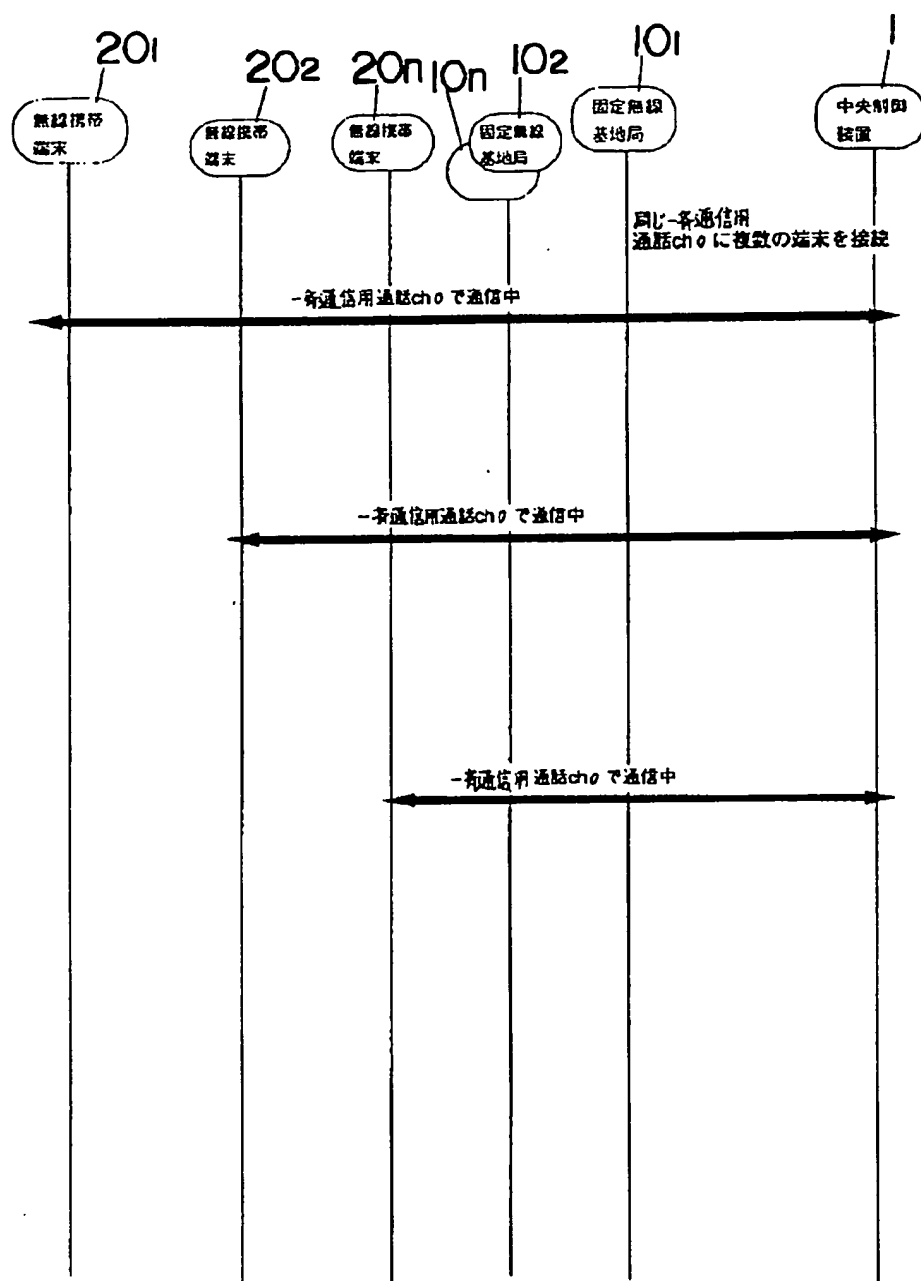 20₁
20₂
20n
10n
10₂
10₁
1
無線携帯
端末
無線携帯
端末
無線携帯
端末
固定無線
基地局
固定無線
基地局
中央制御
装置
同じ一斉通信用
通話chσに複数の端末を接続
一斉通信用通話chσで通信中
一斉通信用通話chσで通信中
一斉通信用通話chσで通信中